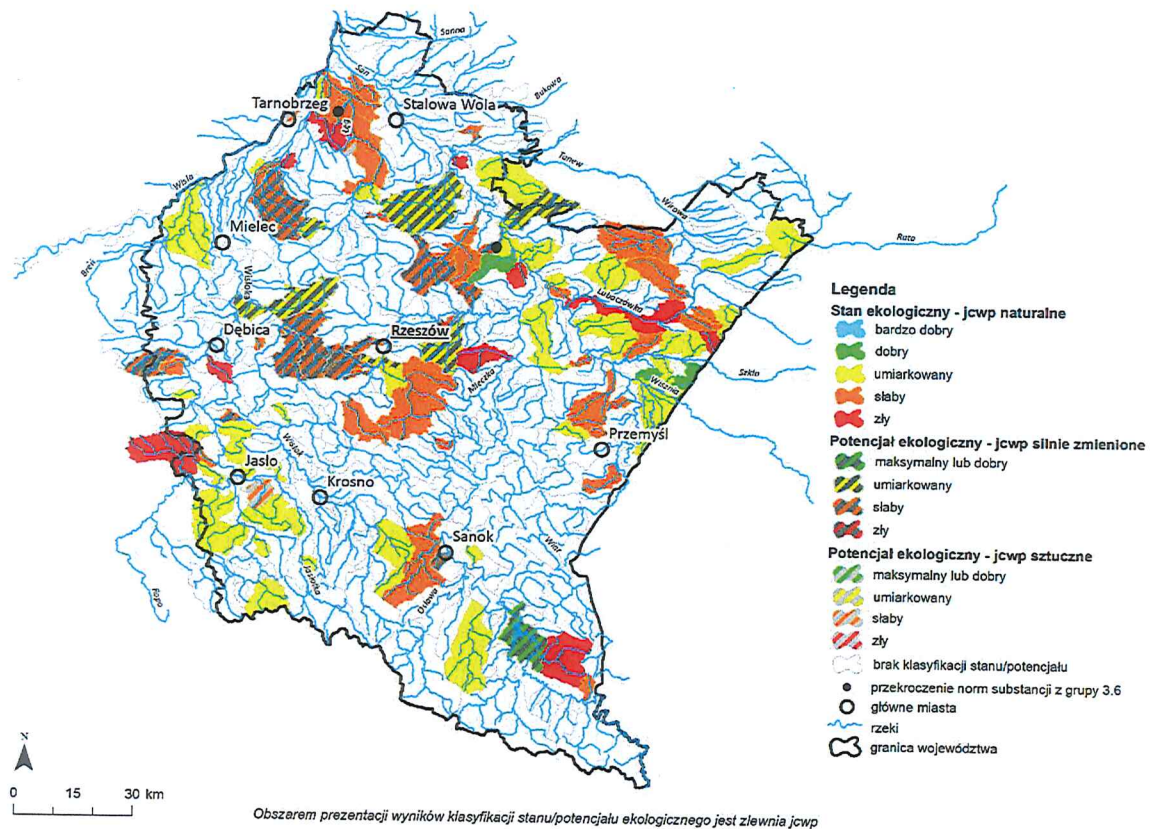 Sanna
San
Bukowa
Tarnobrzeg
Stalowa Wola
Łęg
Tanew
Wisła
Wirowa
Mielec
Rata
Breń
Wisłoka
Lubaczówka
Dębica
Rzeszów
Mleczka
Szkło
Wisznia
Przemyśl
Wisłok
Jasło
Krosno
Sanok
Wiar
Jasiołka
Ropa
Osława
Legenda
Stan ekologiczny - jcwp naturalne
bardzo dobry
dobry
umiarkowany
słaby
zły
Potencjał ekologiczny - jcwp silnie zmienione
maksymalny lub dobry
umiarkowany
słaby
zły
Potencjał ekologiczny - jcwp sztuczne
maksymalny lub dobry
umiarkowany
słaby
zły
brak klasyfikacji stanu/potencjału
przekroczenie norm substancji z grupy 3.6
główne miasta
rzeki
granica województwa
N
0 15 30 km
Obszarem prezentacji wyników klasyfikacji stanu/potencjału ekologicznego jest zlewnia jcwp